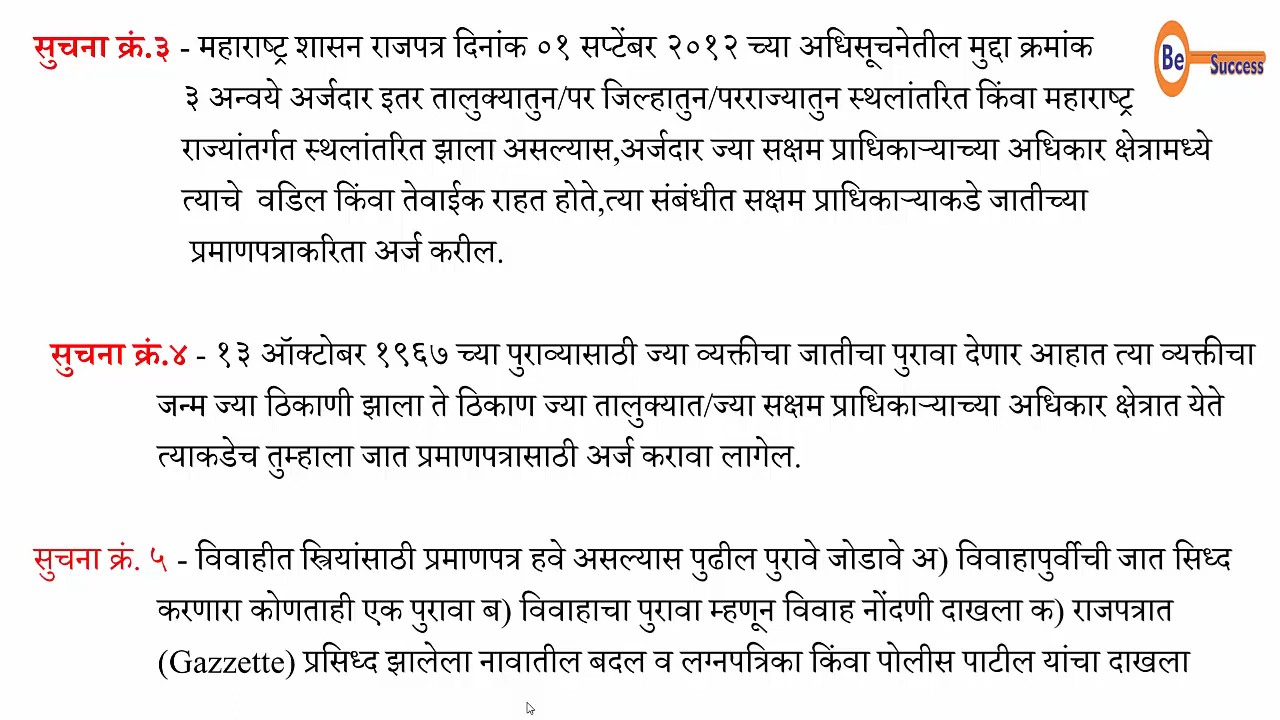 सुचना क्रं.३ - महाराष्ट्र शासन राजपत्र दिनांक ०१ सप्टेंबर २०१२ च्या अधिसूचनेतील मुद्दा क्रमांक
३ अन्वये अर्जदार इतर तालुक्यातुन/पर जिल्हातुन/परराज्यातुन स्थलांतरित किंवा महाराष्ट्र
राज्यांतर्गत स्थलांतरित झाला असल्यास,अर्जदार ज्या सक्षम प्राधिकाऱ्याच्या अधिकार क्षेत्रामध्ये
त्याचे वडिल किंवा तेवाईक राहत होते,त्या संबंधीत सक्षम प्राधिकाऱ्याकडे जातीच्या
प्रमाणपत्राकरिता अर्ज करील.
सुचना क्रं.४ - १३ ऑक्टोबर १९६७ च्या पुराव्यासाठी ज्या व्यक्तीचा जातीचा पुरावा देणार आहात त्या व्यक्तीचा
जन्म ज्या ठिकाणी झाला ते ठिकाण ज्या तालुक्यात/ज्या सक्षम प्राधिकाऱ्याच्या अधिकार क्षेत्रात येते
त्याकडेच तुम्हाला जात प्रमाणपत्रासाठी अर्ज करावा लागेल.
सुचना क्रं. ५ - विवाहीत स्त्रियांसाठी प्रमाणपत्र हवे असल्यास पुढील पुरावे जोडावे अ) विवाहापुर्वीची जात सिध्द
करणारा कोणताही एक पुरावा ब) विवाहाचा पुरावा म्हणून विवाह नोंदणी दाखला क) राजपत्रात
(Gazzette) प्रसिध्द झालेला नावातील बदल व लग्नपत्रिका किंवा पोलीस पाटील यांचा दाखला
Be Success